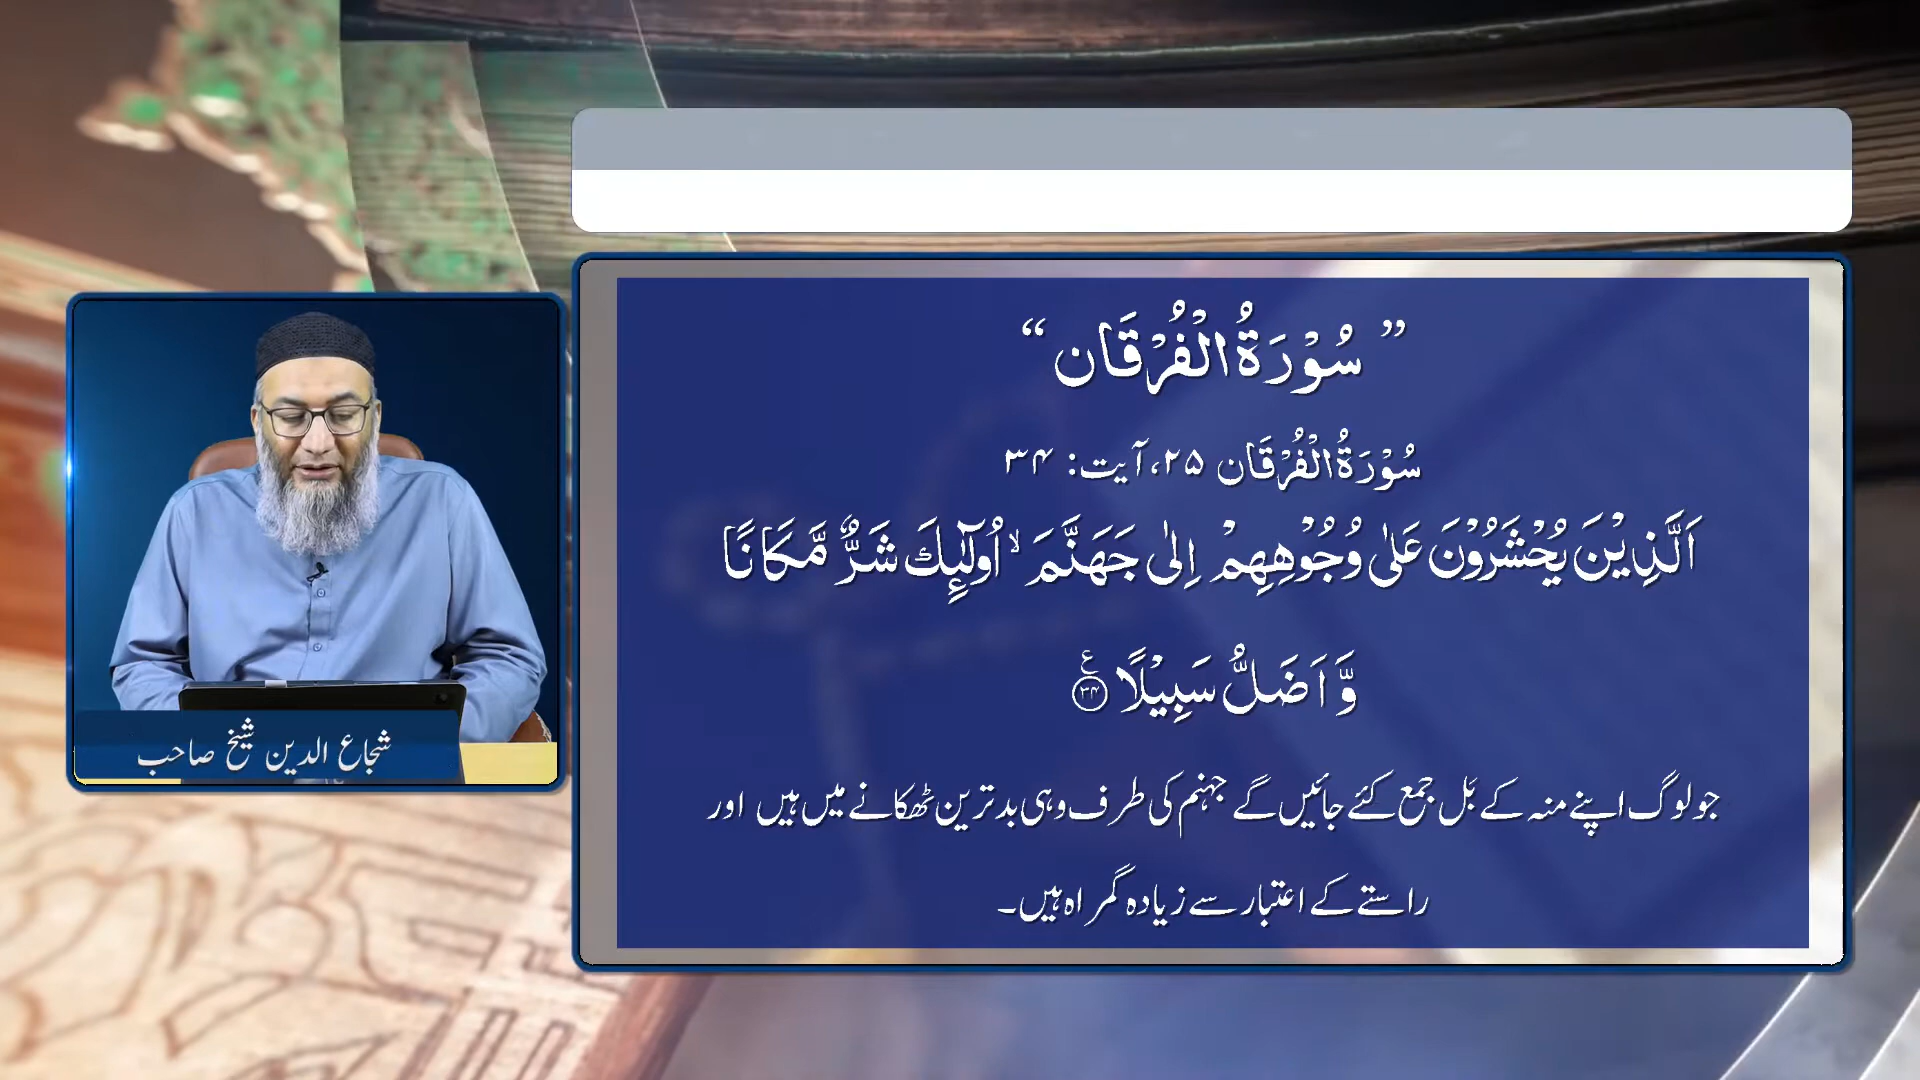 ” سُوْرَۃُ الْفُرْقَان “
سُوْرَۃُ الْفُرْقَان ۲۵، آیت: ۳۴
اَلَّذِیْنَ یُحْشَرُوْنَ عَلٰی وُجُوْهِهِمْ اِلٰی جَهَنَّمَ ۙ اُولٰٓئِكَ شَرٌّ مَّكَانًا
وَّ اَضَلُّ سَبِیْلًا ﴿۳۴﴾ ع
جو لوگ اپنے منہ کے بَل جمع کئے جائیں گے جہنم کی طرف وہی بدترین ٹھکانے میں ہیں اور
راستے کے اعتبار سے زیادہ گمراہ ہیں۔
شجاع الدین شیخ صاحب